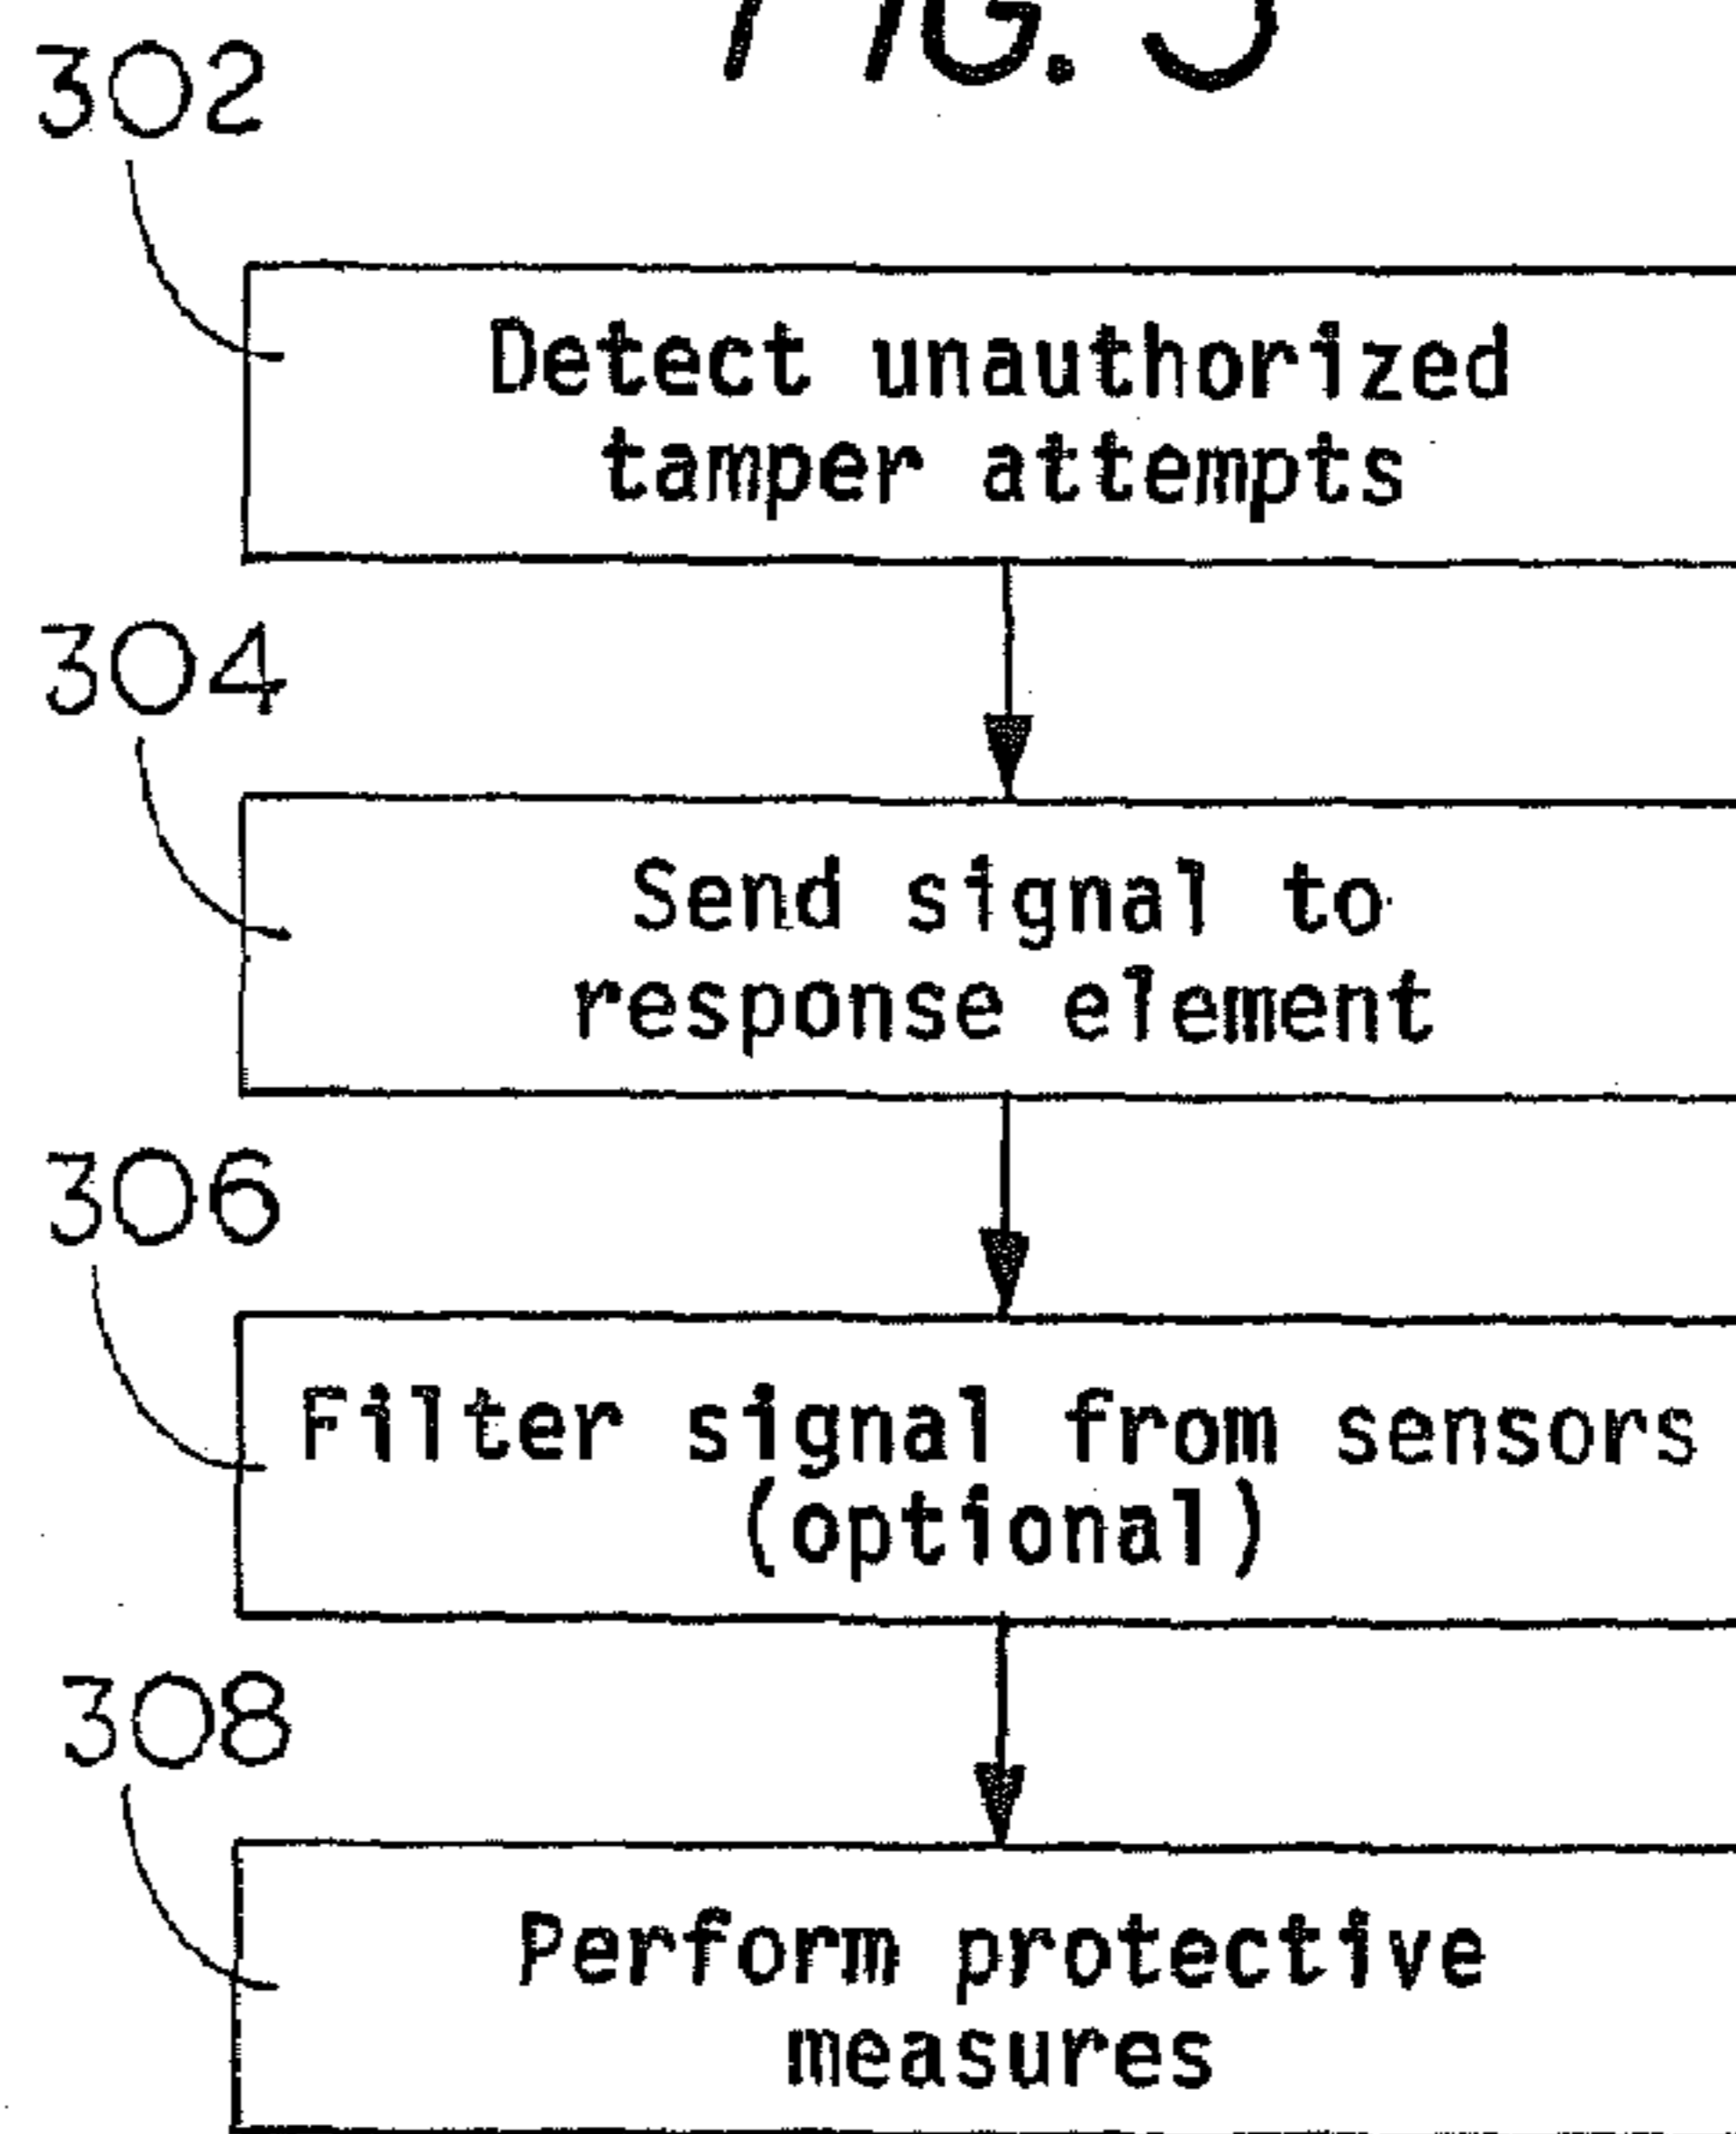 FIG. 3
302
Detect unauthorized
tamper attempts
304
Send signal to
response element
306
Filter signal from sensors
(optional)
308
Perform protective
measures